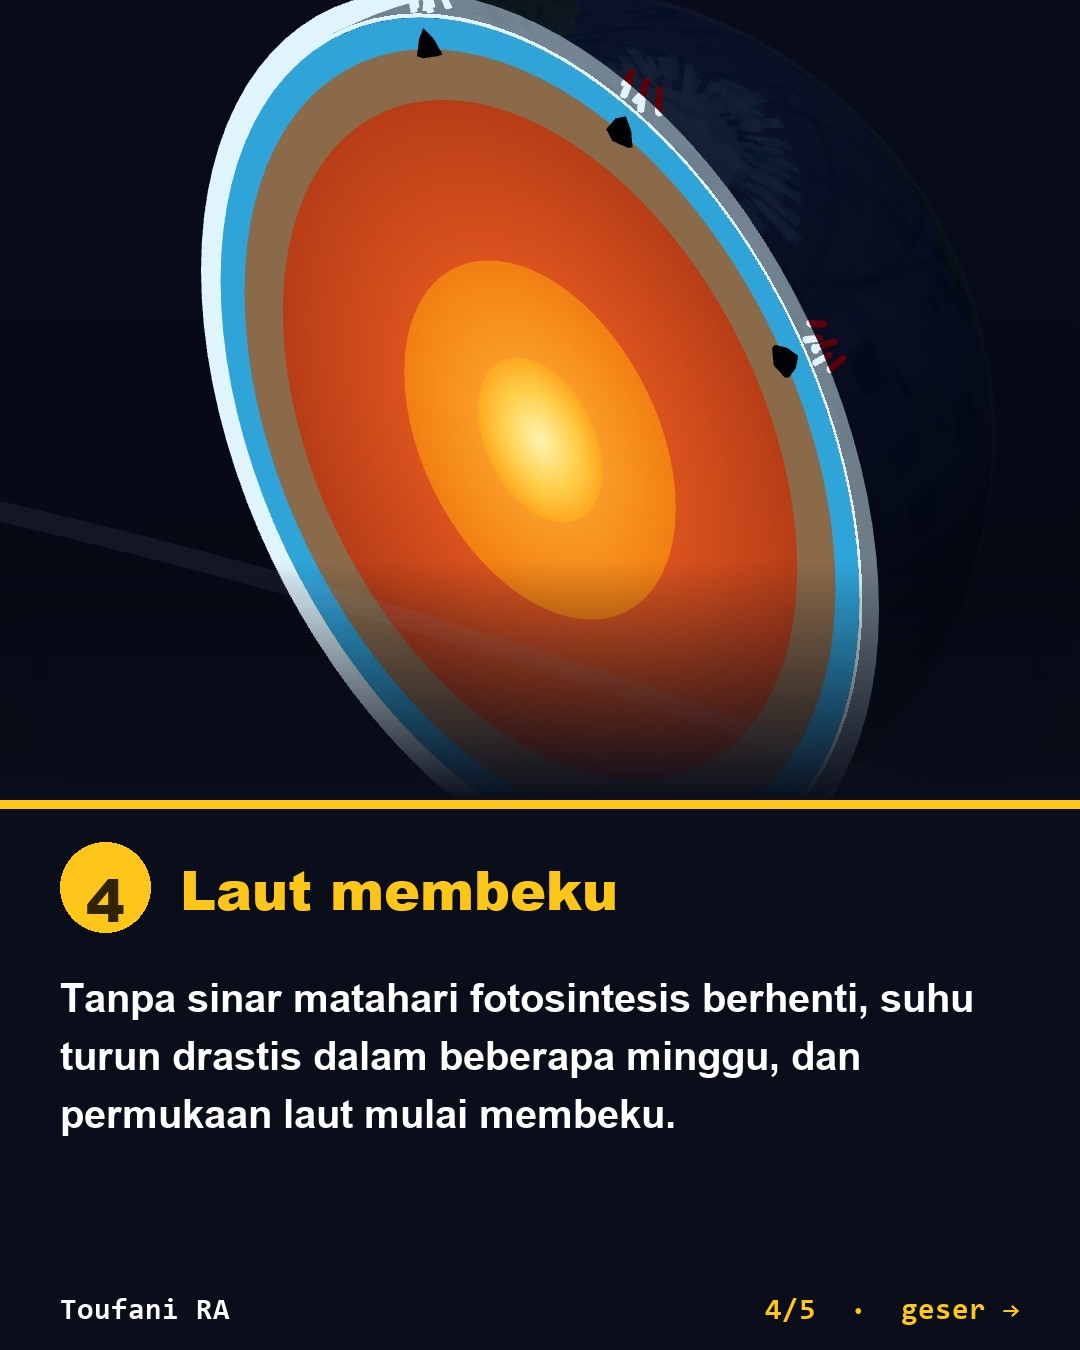 4 Laut membeku
Tanpa sinar matahari fotosintesis berhenti, suhu
turun drastis dalam beberapa minggu, dan
permukaan laut mulai membeku.
Toufani RA 4/5 · geser →